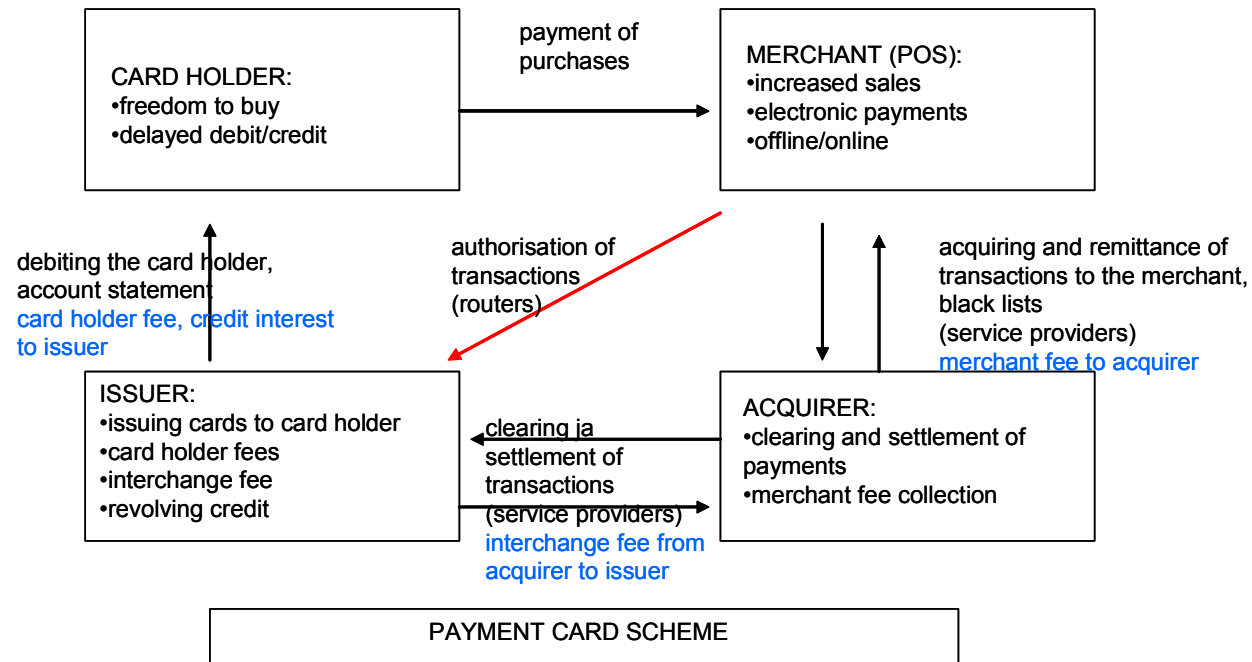 CARD HOLDER:
•freedom to buy
•delayed debit/credit
payment of
purchases
MERCHANT (POS):
•increased sales
•electronic payments
•offline/online
debiting the card holder,
account statement
card holder fee, credit interest
to issuer
authorisation of
transactions
(routers)
acquiring and remittance of
transactions to the merchant,
black lists
(service providers)
merchant fee to acquirer
ISSUER:
•issuing cards to card holder
•card holder fees
•interchange fee
•revolving credit
clearing ja
settlement of
transactions
(service providers)
interchange fee from
acquirer to issuer
ACQUIRER:
•clearing and settlement of
payments
•merchant fee collection
PAYMENT CARD SCHEME